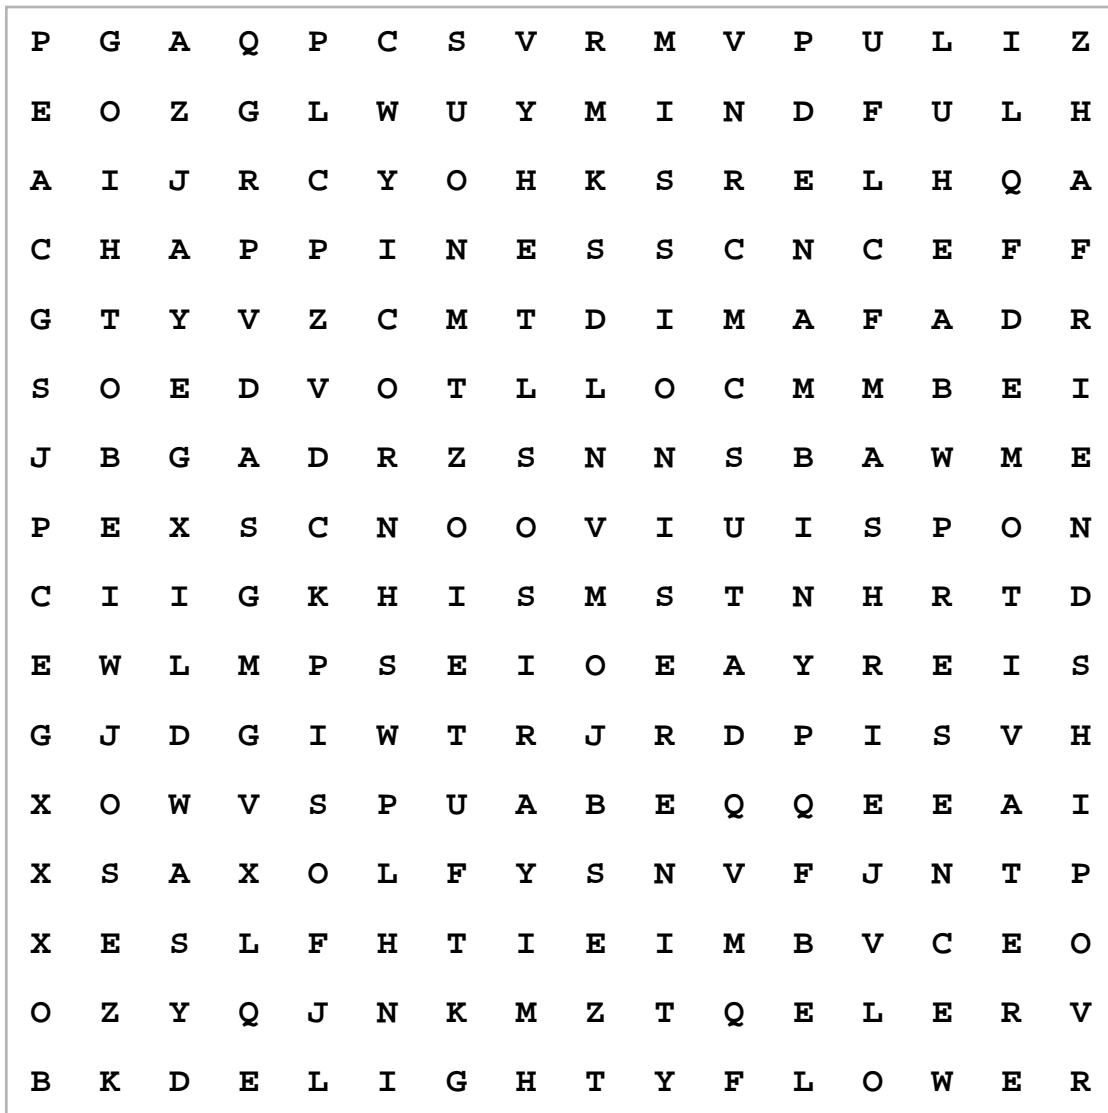 P G A Q P C S V R M V P U L I Z
E O Z G L W U Y M I N D F U L H
A I J R C Y O H K S R E L H Q A
C H A P P I N E S S C N C E F F
G T Y V Z C M T D I M A F A D R
S O E D V O T L L O C M M B E I
J B G A D R Z S N N S B A W M E
P E X S C N O O V I U I S P O N
C I I G K H I S M S T N H R T D
E W L M P S E I O E A Y R E I S
G J D G I W T R J R D P I S V H
X O W V S P U A B E Q Q E E A I
X S A X O L F Y S N V F J N T P
X E S L F H T I E I M B V C E O
O Z Y Q J N K M Z T Q E L E R V
B K D E L I G H T Y F L O W E R